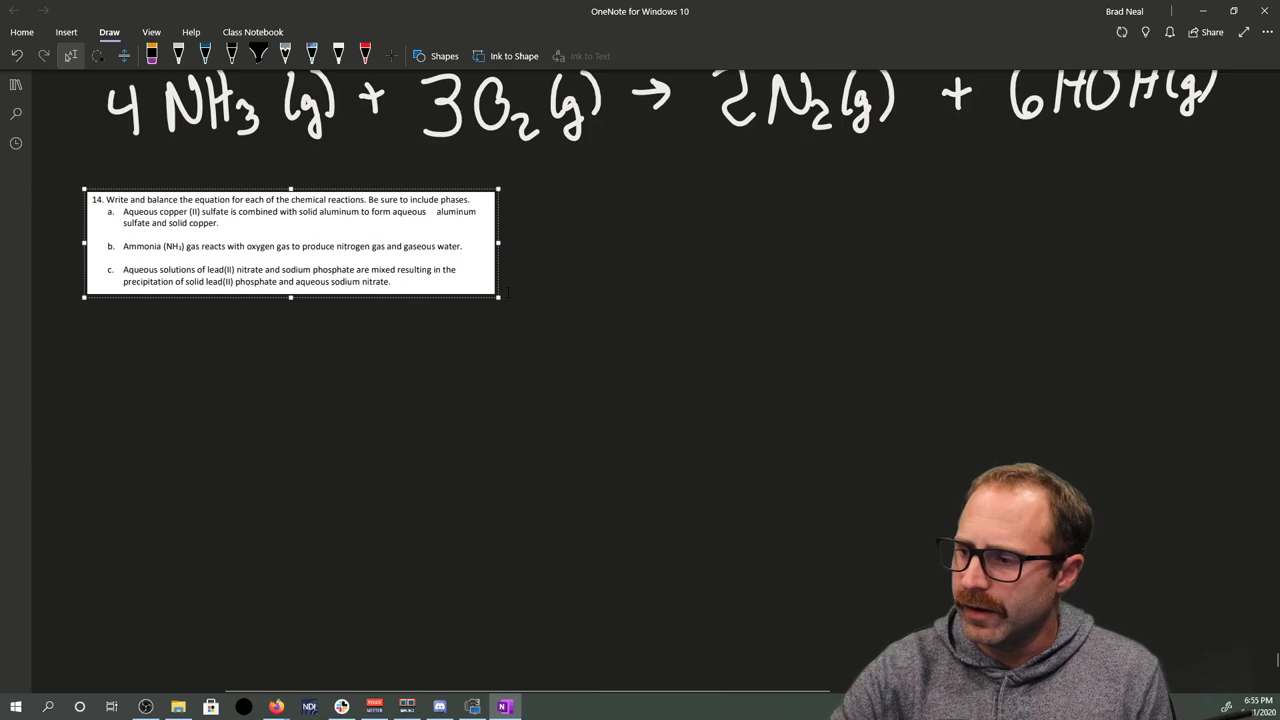 OneNote for Windows 10
Brad Neal
Home Insert Draw View Help Class Notebook
Share
Shapes Ink to Shape Ink to Text
4 NH3 (g) + 3O2 (g) → 2N2 (g) + 6HOH(g)
14. Write and balance the equation for each of the chemical reactions. Be sure to include phases.
a. Aqueous copper (II) sulfate is combined with solid aluminum to form aqueous aluminum
sulfate and solid copper.
b. Ammonia (NH₃) gas reacts with oxygen gas to produce nitrogen gas and gaseous water.
c. Aqueous solutions of lead(II) nitrate and sodium phosphate are mixed resulting in the
precipitation of solid lead(II) phosphate and aqueous sodium nitrate.
NDI
6:55 PM